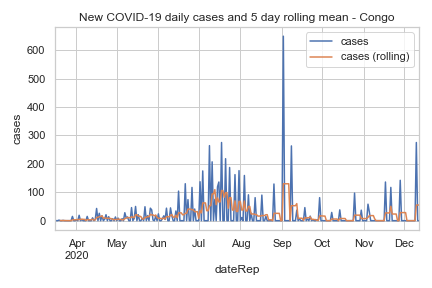 New COVID-19 daily cases and 5 day rolling mean - Congo
cases
cases (rolling)
600
500
400
300
200
100
0
cases
Apr May Jun Jul Aug Sep Oct Nov Dec
2020
dateRep